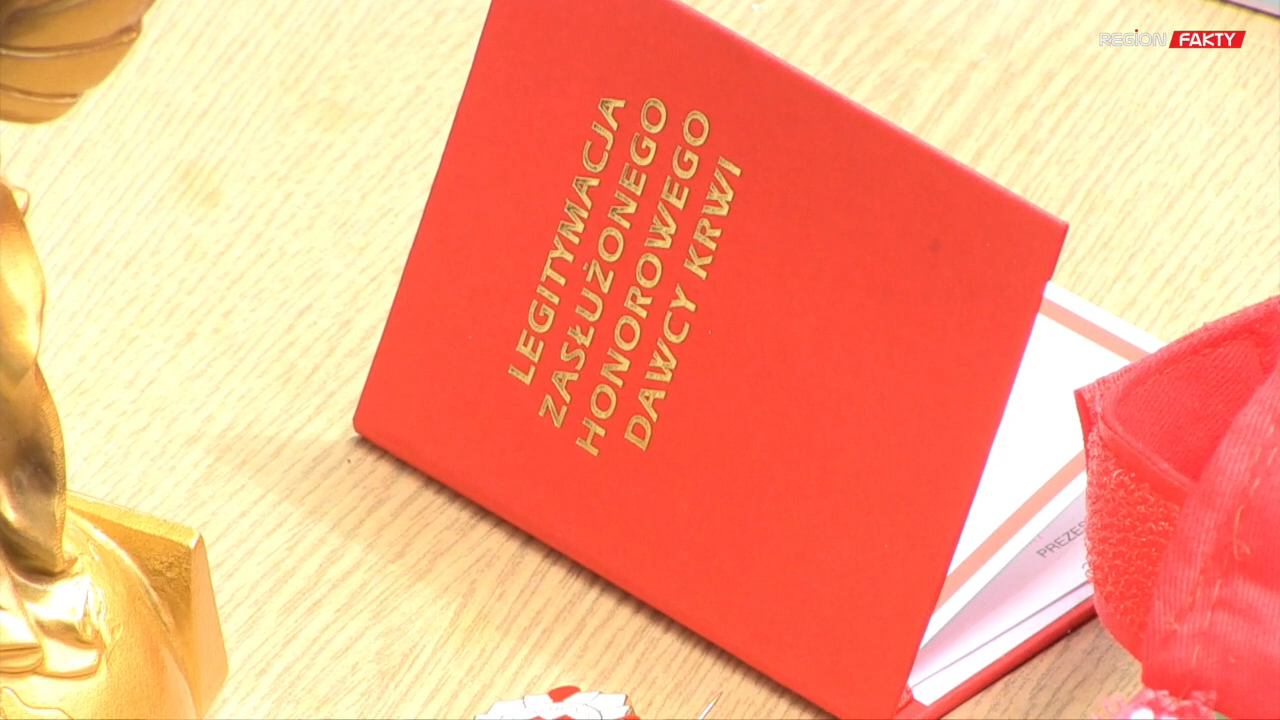 REGION FAKTY
LEGITYMACJA
ZASŁUŻONEGO
HONOROWEGO
DAWCY KRWI